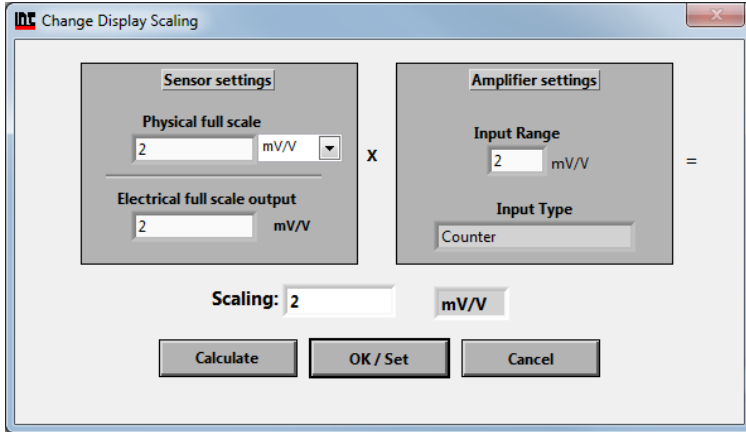 Change Display Scaling
Sensor settings
Physical full scale
2 mV/V
Electrical full scale output
2 mV/V
X
Amplifier settings
Input Range
2 mV/V
Input Type
Counter
=
Scaling: 2 mV/V
Calculate OK / Set Cancel